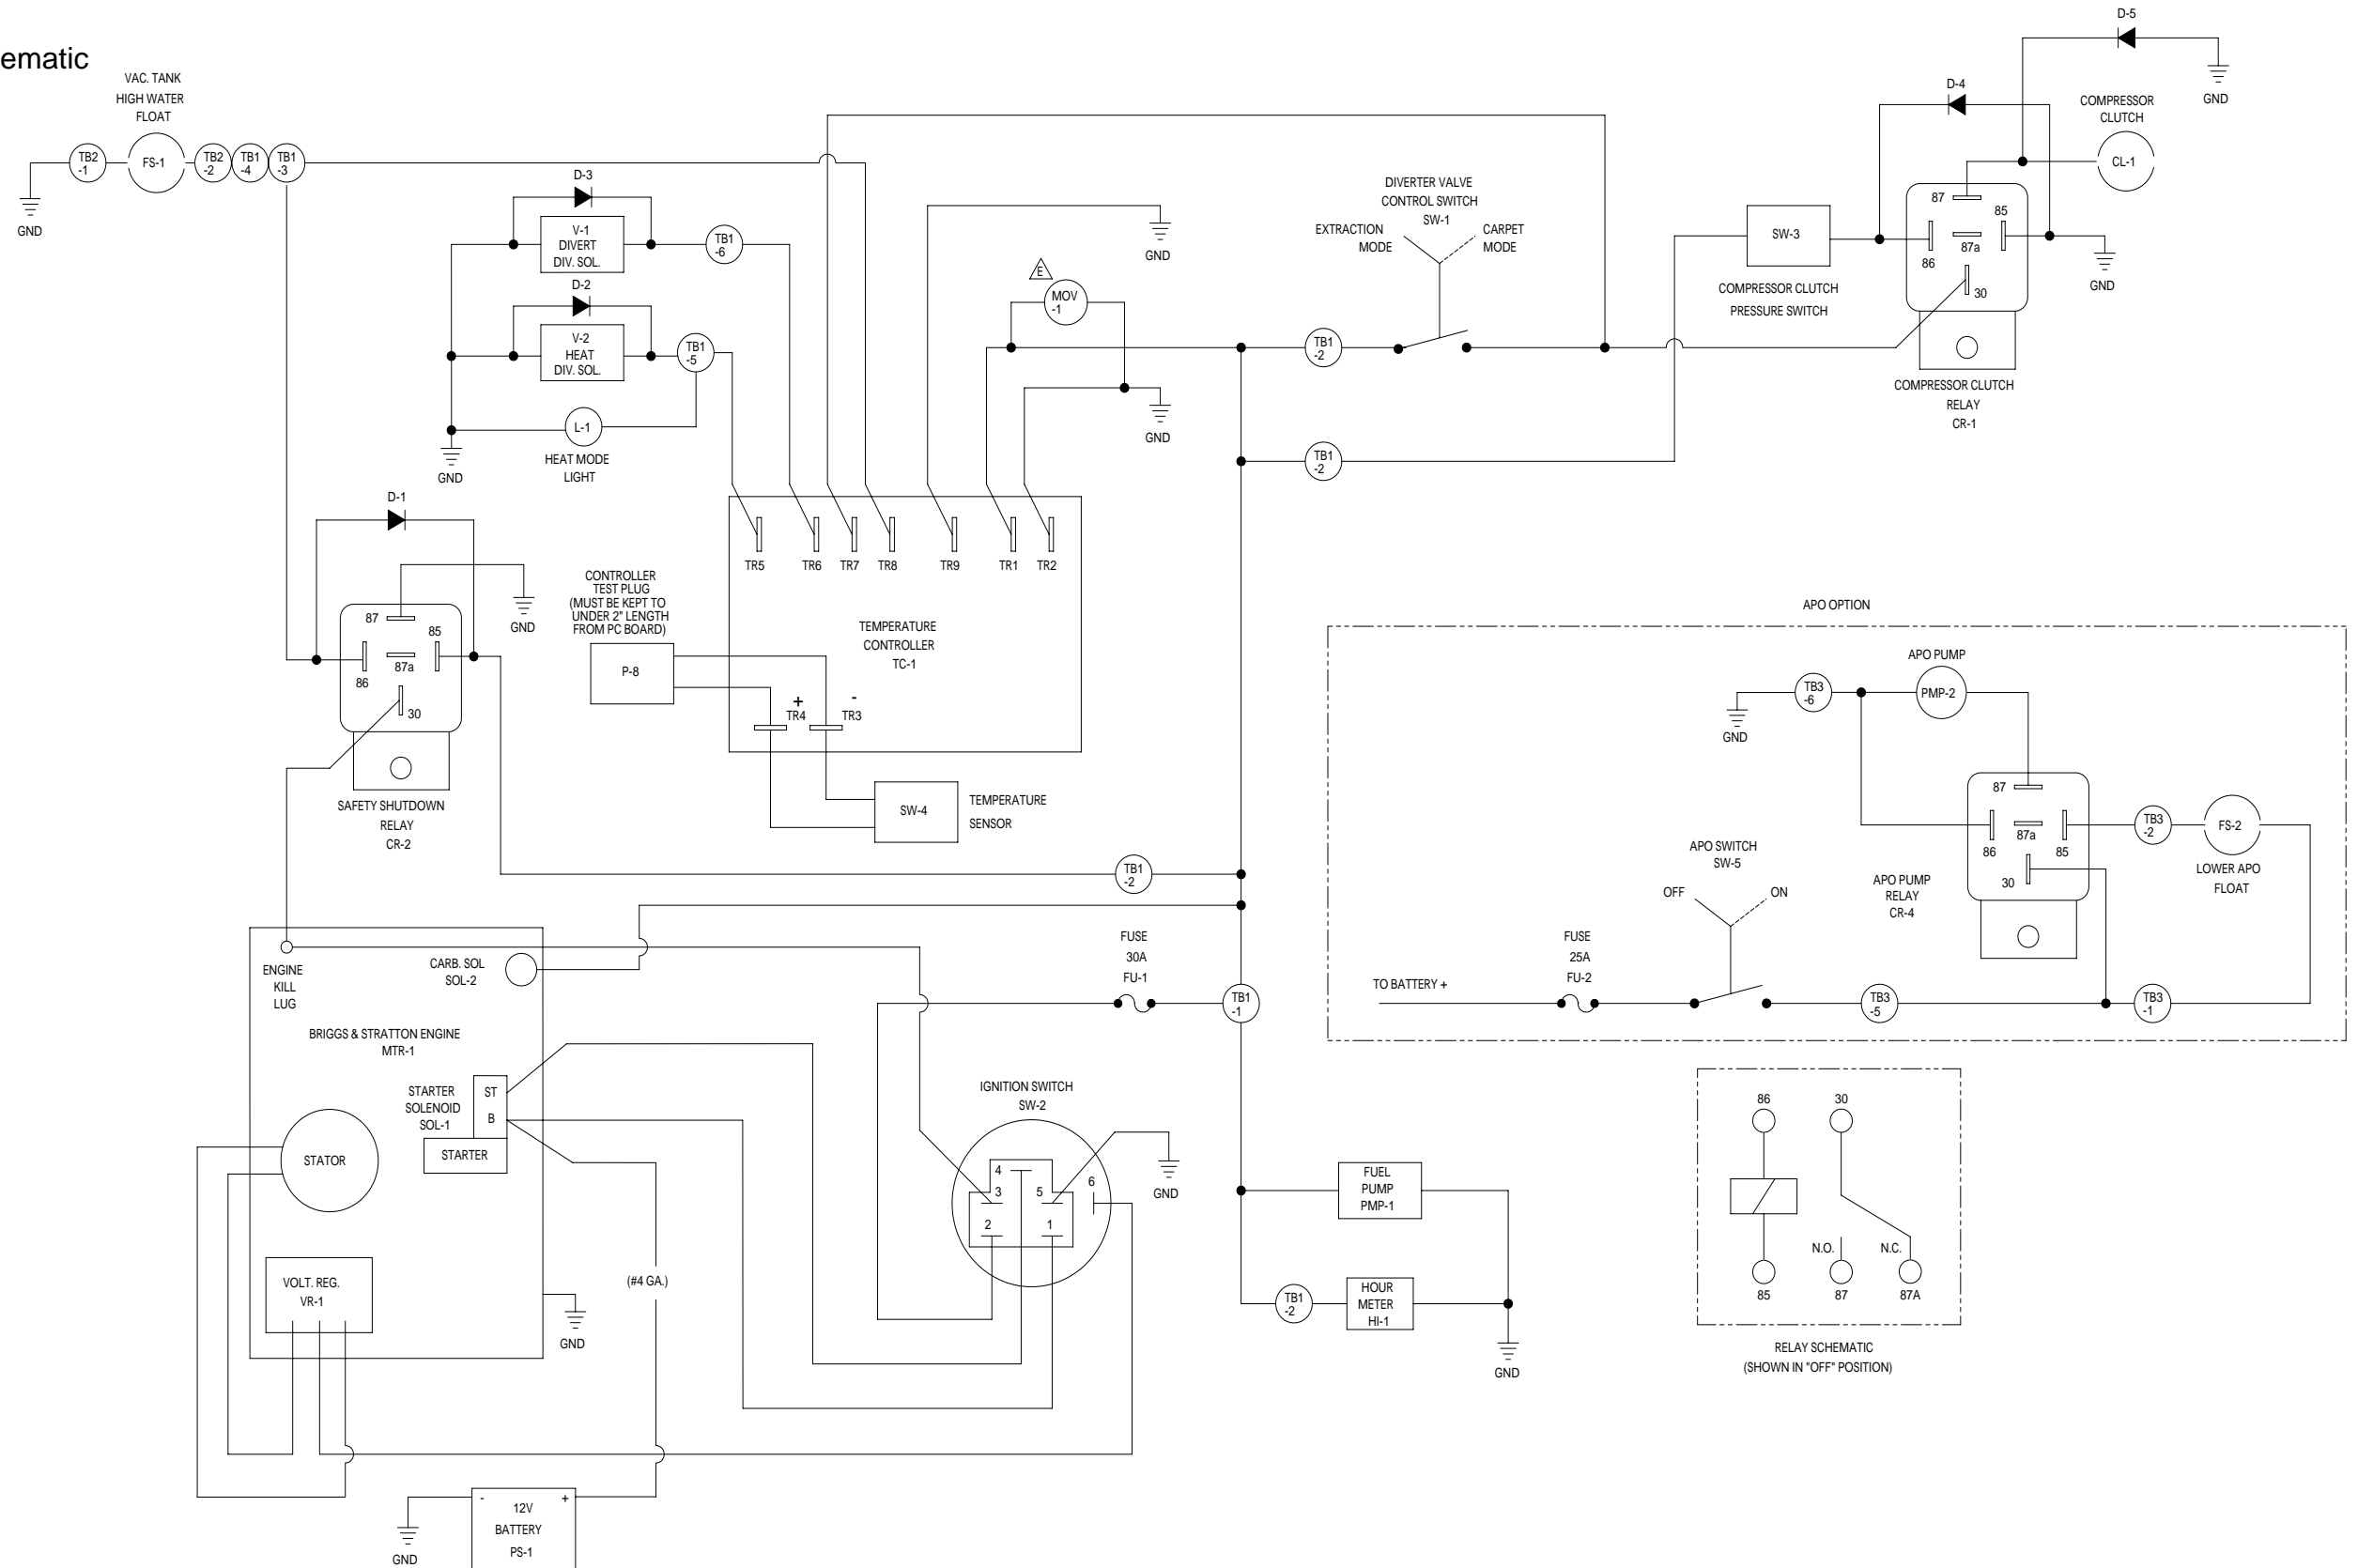 ematic
VAC. TANK
HIGH WATER
FLOAT
TB2
-1
FS-1
TB2
-2
TB1
-4
TB1
-3
GND
D-3
V-1
DIVERT
DIV. SOL.
TB1
-6
D-2
V-2
HEAT
DIV. SOL.
TB1
-5
L-1
HEAT MODE
LIGHT
GND
GND
E
MOV
-1
GND
DIVERTER VALVE
CONTROL SWITCH
SW-1
EXTRACTION
MODE
CARPET
MODE
TB1
-2
TB1
-2
D-5
GND
D-4
COMPRESSOR
CLUTCH
CL-1
SW-3
COMPRESSOR CLUTCH
PRESSURE SWITCH
87
85
87a
86
30
GND
COMPRESSOR CLUTCH
RELAY
CR-1
D-1
87
85
87a
86
30
GND
SAFETY SHUTDOWN
RELAY
CR-2
CONTROLLER
TEST PLUG
(MUST BE KEPT TO
UNDER 2" LENGTH
FROM PC BOARD)
P-8
TR5
TR6
TR7
TR8
TR9
TR1
TR2
TEMPERATURE
CONTROLLER
TC-1
+
TR4
-
TR3
SW-4
TEMPERATURE
SENSOR
TB1
-2
APO OPTION
APO PUMP
TB3
-6
PMP-2
GND
87
87a
86
85
30
TB3
-2
FS-2
LOWER APO
FLOAT
APO SWITCH
SW-5
OFF
ON
APO PUMP
RELAY
CR-4
FUSE
25A
FU-2
TO BATTERY +
TB3
-5
TB3
-1
ENGINE
KILL
LUG
CARB. SOL
SOL-2
FUSE
30A
FU-1
TB1
-1
BRIGGS & STRATTON ENGINE
MTR-1
STARTER
SOLENOID
SOL-1
ST
B
STARTER
STATOR
VOLT. REG.
VR-1
(#4 GA.)
GND
IGNITION SWITCH
SW-2
4
3
5
6
2
1
GND
FUEL
PUMP
PMP-1
TB1
-2
HOUR
METER
HI-1
GND
86
30
N.O.
N.C.
85
87
87A
RELAY SCHEMATIC
(SHOWN IN "OFF" POSITION)
-
+
12V
BATTERY
PS-1
GND